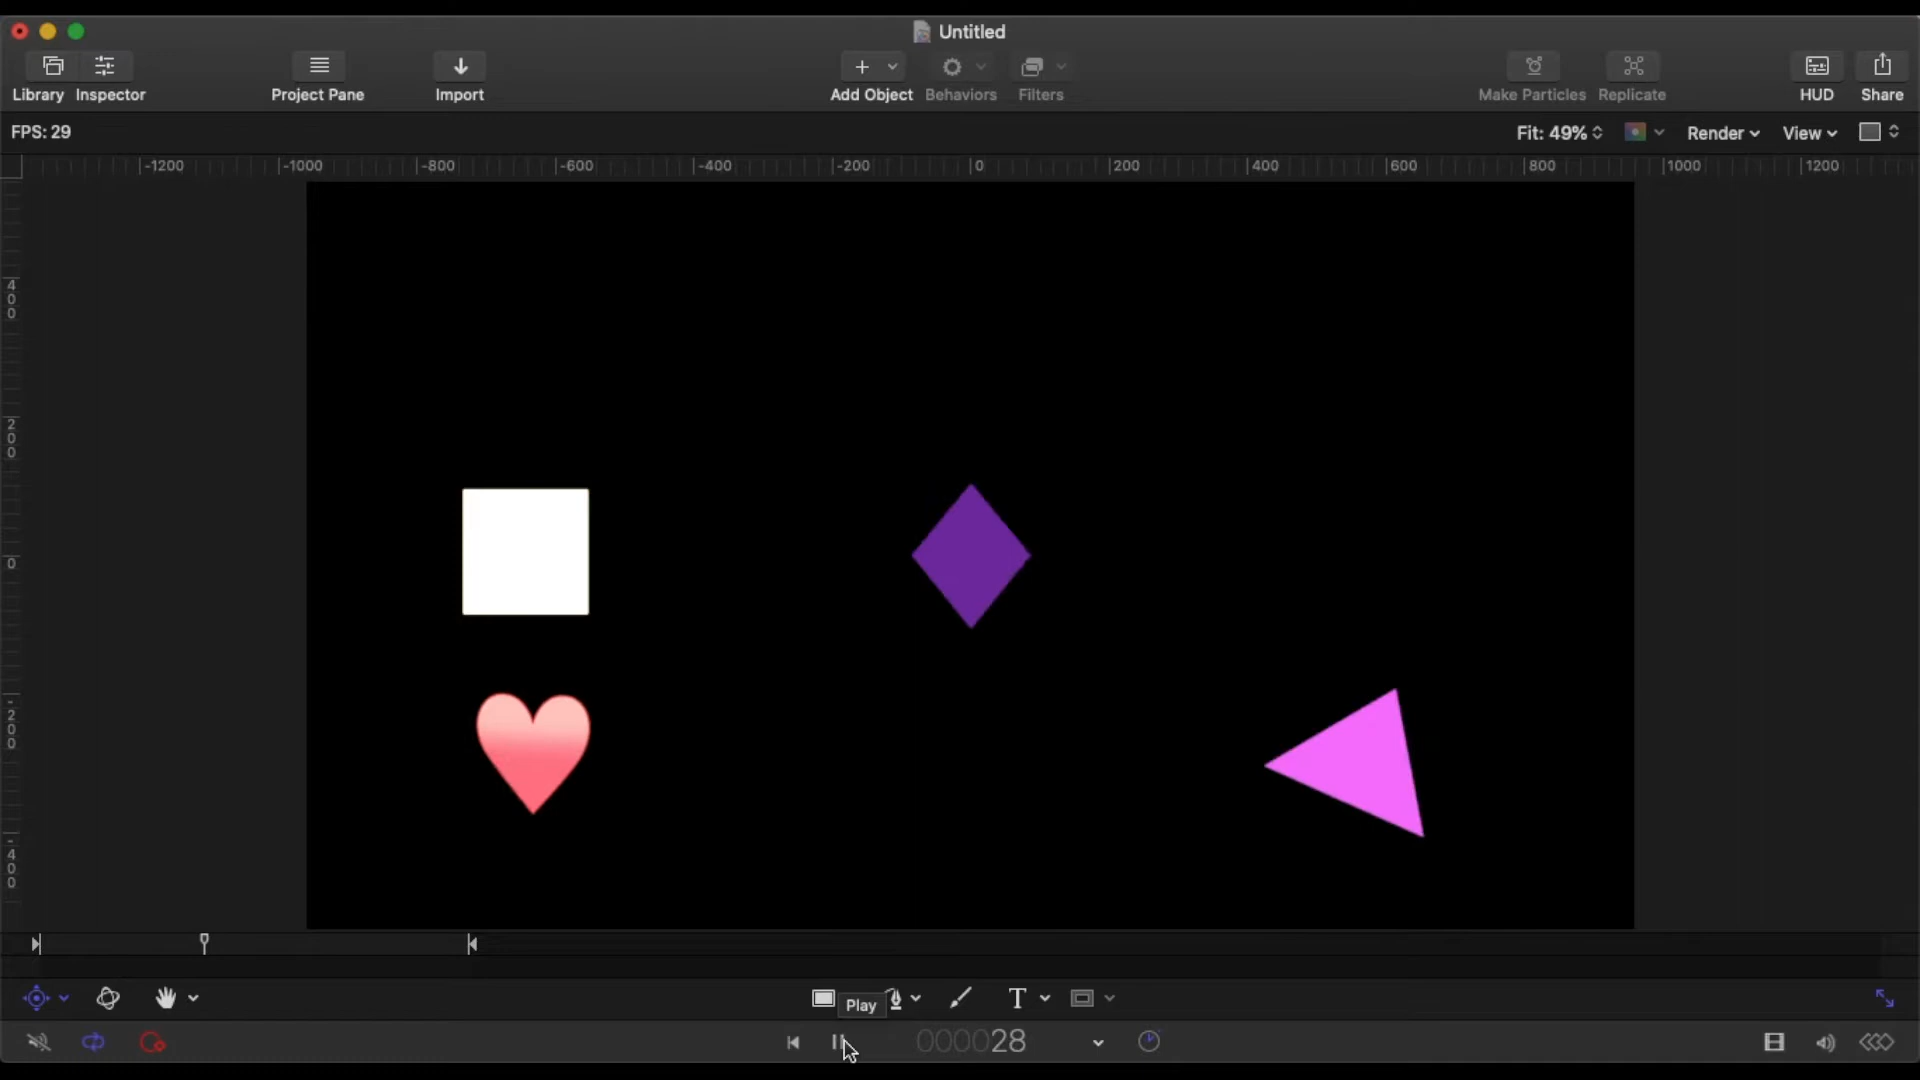 Untitled
Library Inspector Project Pane Import Add Object Behaviors Filters Make Particles Replicate HUD Share
FPS: 29 Fit: 49% Render View
-1200 -1000 -800 -600 -400 -200 0 200 400 600 800 1000 1200
400
200
0
-200
-400
T
Play
000028